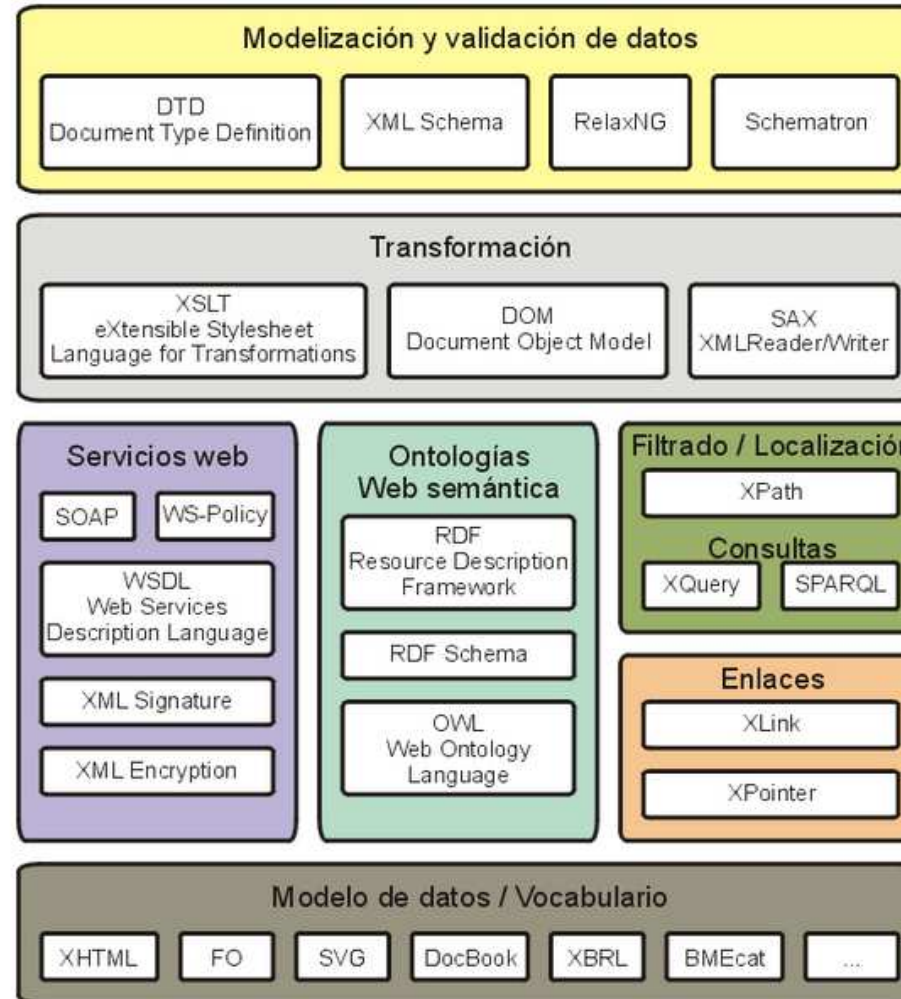 Modelización y validación de datos
DTD
Document Type Definition
XML Schema
RelaxNG
Schematron
Transformación
XSLT
eXtensible Stylesheet
Language for Transformations
DOM
Document Object Model
SAX
XMLReader/Writer
Servicios web
SOAP
WS-Policy
WSDL
Web Services
Description Language
XML Signature
XML Encryption
Ontologías
Web semántica
RDF
Resource Description
Framework
RDF Schema
OWL
Web Ontology
Language
Filtrado / Localización
XPath
Consultas
XQuery
SPARQL
Enlaces
XLink
XPointer
Modelo de datos / Vocabulario
XHTML
FO
SVG
DocBook
XBRL
BMEcat
...